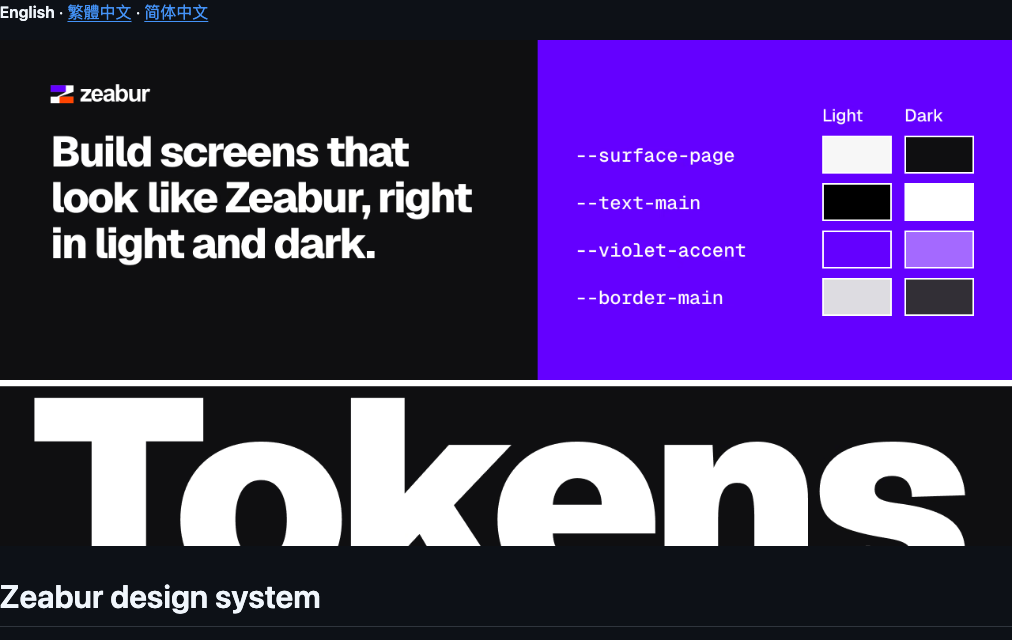 English · 繁體中文 · 简体中文
zeabur
Build screens that
look like Zeabur, right
in light and dark.
Light Dark
--surface-page
--text-main
--violet-accent
--border-main
Tokens
Zeabur design system